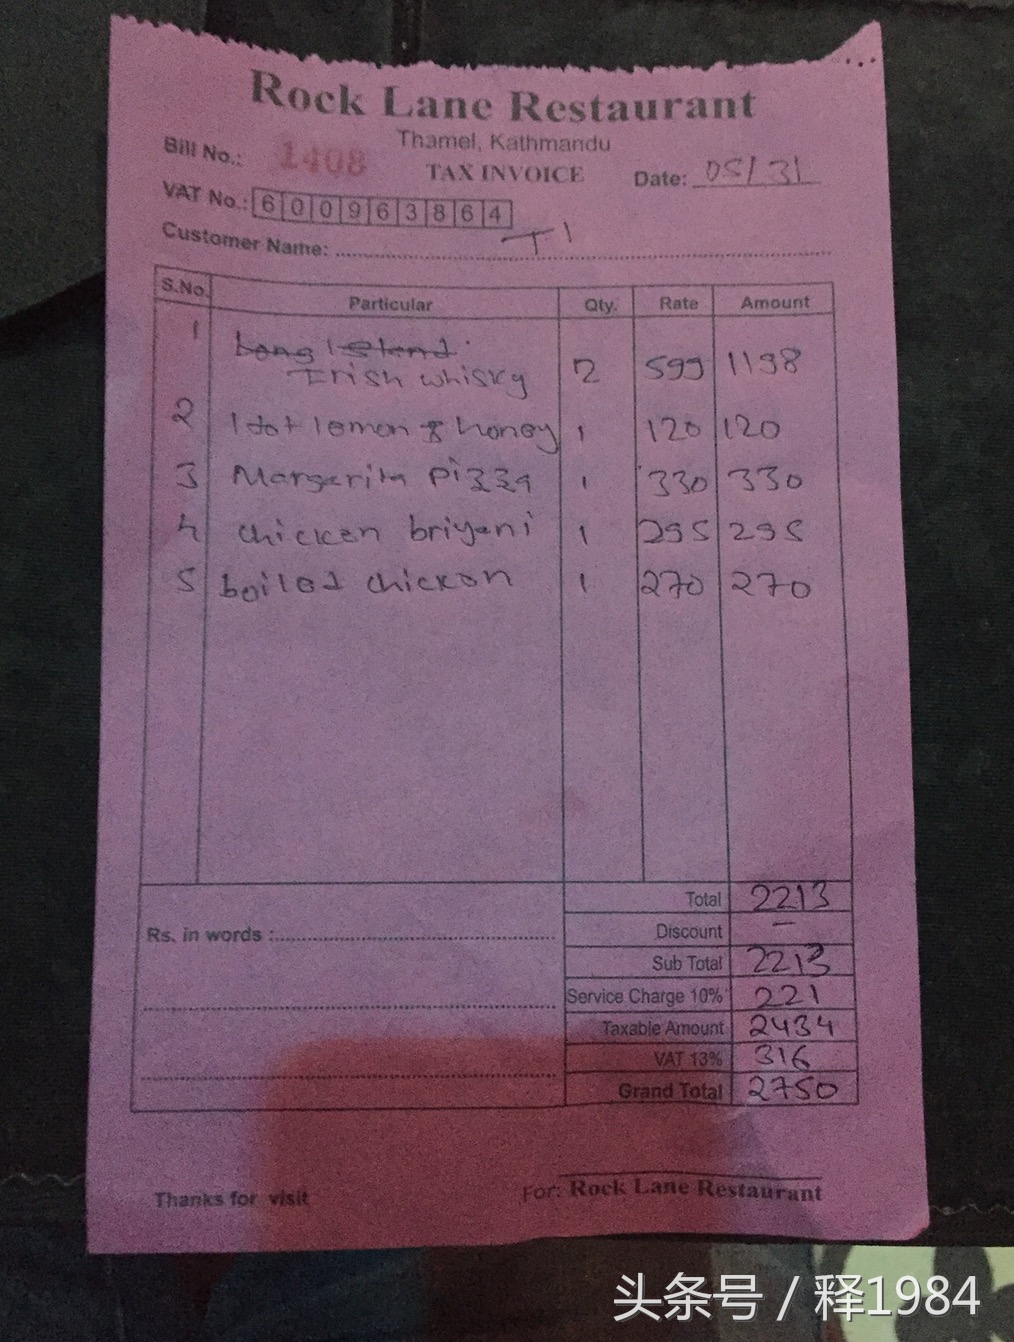 Rock Lane Restaurant
Thamel, Kathmandu
Bill No.: 1408
TAX INVOICE
Date: 05/31
VAT No.: 600963864
Customer Name: T1
S.No. Particular Qty. Rate Amount
1 Long Island
Irish whisky 2 599 1198
2 Hot lemon & honey 1 120 120
3 Margerita Pizza 1 330 330
4 chicken briyani 1 295 295
5 boiled chicken 1 270 270
Total 2213
Rs. in words :
Discount —
Sub Total 2213
Service Charge 10% 221
Taxable Amount 2434
VAT 13% 316
Grand Total 2750
Thanks for visit
For: Rock Lane Restaurant
头条号 / 释1984